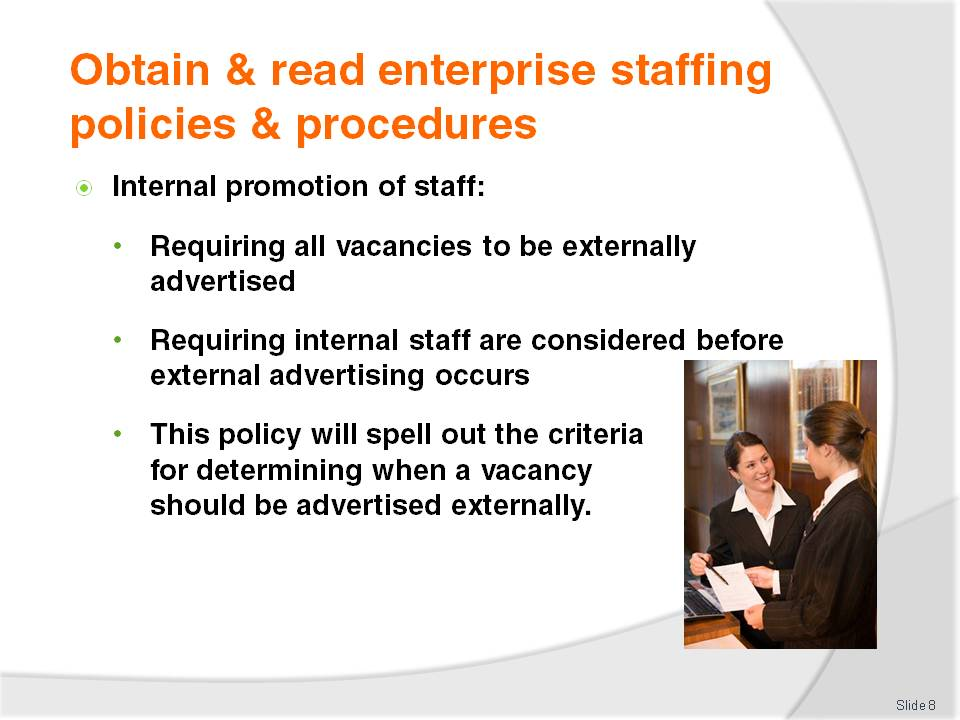 Obtain & read enterprise staffing
policies & procedures
Internal promotion of staff:
Requiring all vacancies to be externally
advertised
Requiring internal staff are considered before
external advertising occurs
This policy will spell out the criteria
for determining when a vacancy
should be advertised externally.
Slide 8